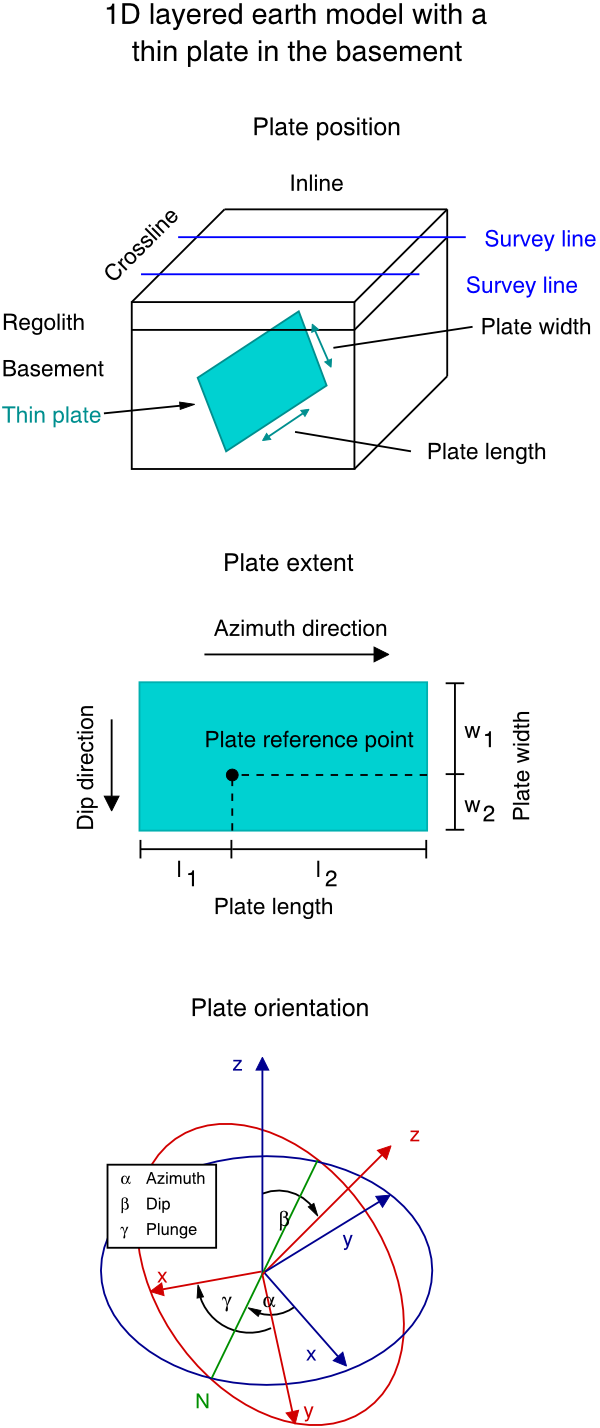 1D layered earth model with a
thin plate in the basement
Plate position
Inline
Crossline
Survey line
Survey line
Regolith
Plate width
Basement
Thin plate
Plate length
Plate extent
Azimuth direction
Dip direction
Plate reference point
w1
Plate width
w2
l1
l2
Plate length
Plate orientation
z
z
α Azimuth
β Dip
γ Plunge
β
y
x
γ
α
x
N
y